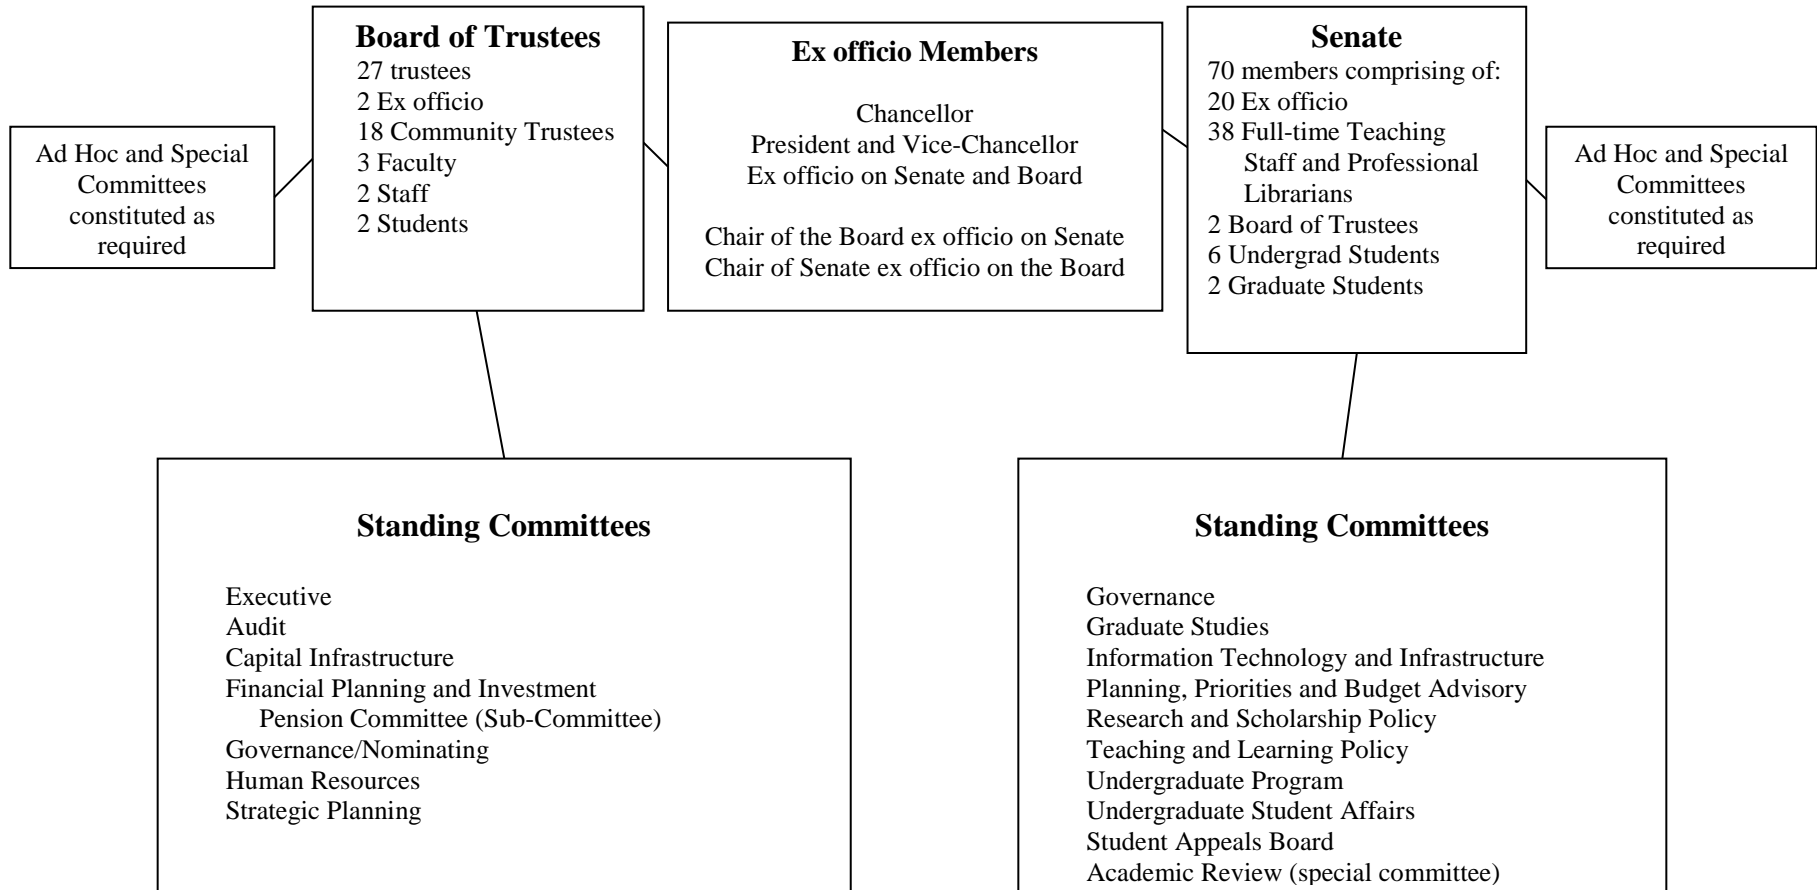 Ad Hoc and Special
Committees
constituted as
required
Board of Trustees
27 trustees
2 Ex officio
18 Community Trustees
3 Faculty
2 Staff
2 Students
Ex officio Members
Chancellor
President and Vice-Chancellor
Ex officio on Senate and Board
Chair of the Board ex officio on Senate
Chair of Senate ex officio on the Board
Senate
70 members comprising of:
20 Ex officio
38 Full-time Teaching
Staff and Professional
Librarians
2 Board of Trustees
6 Undergrad Students
2 Graduate Students
Ad Hoc and Special
Committees
constituted as
required
Standing Committees
Executive
Audit
Capital Infrastructure
Financial Planning and Investment
Pension Committee (Sub-Committee)
Governance/Nominating
Human Resources
Strategic Planning
Standing Committees
Governance
Graduate Studies
Information Technology and Infrastructure
Planning, Priorities and Budget Advisory
Research and Scholarship Policy
Teaching and Learning Policy
Undergraduate Program
Undergraduate Student Affairs
Student Appeals Board
Academic Review (special committee)